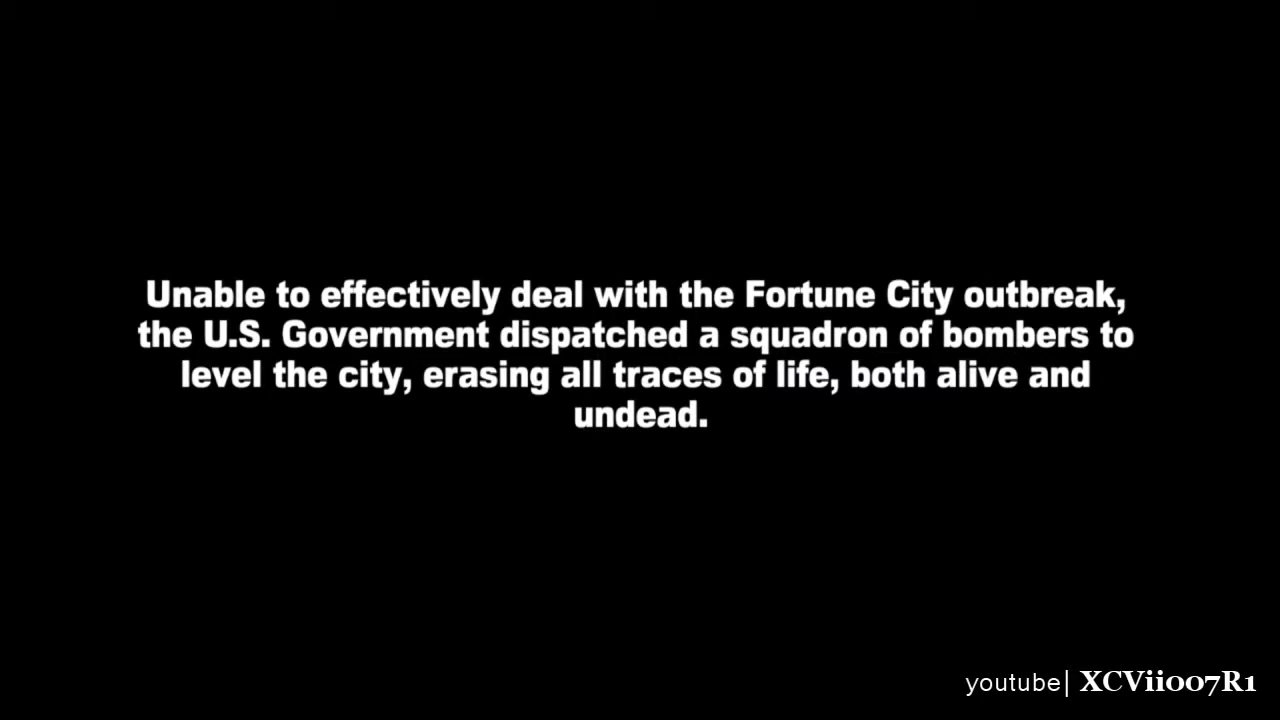 Unable to effectively deal with the Fortune City outbreak,
the U.S. Government dispatched a squadron of bombers to
level the city, erasing all traces of life, both alive and
undead.
youtube| XCVii007R1